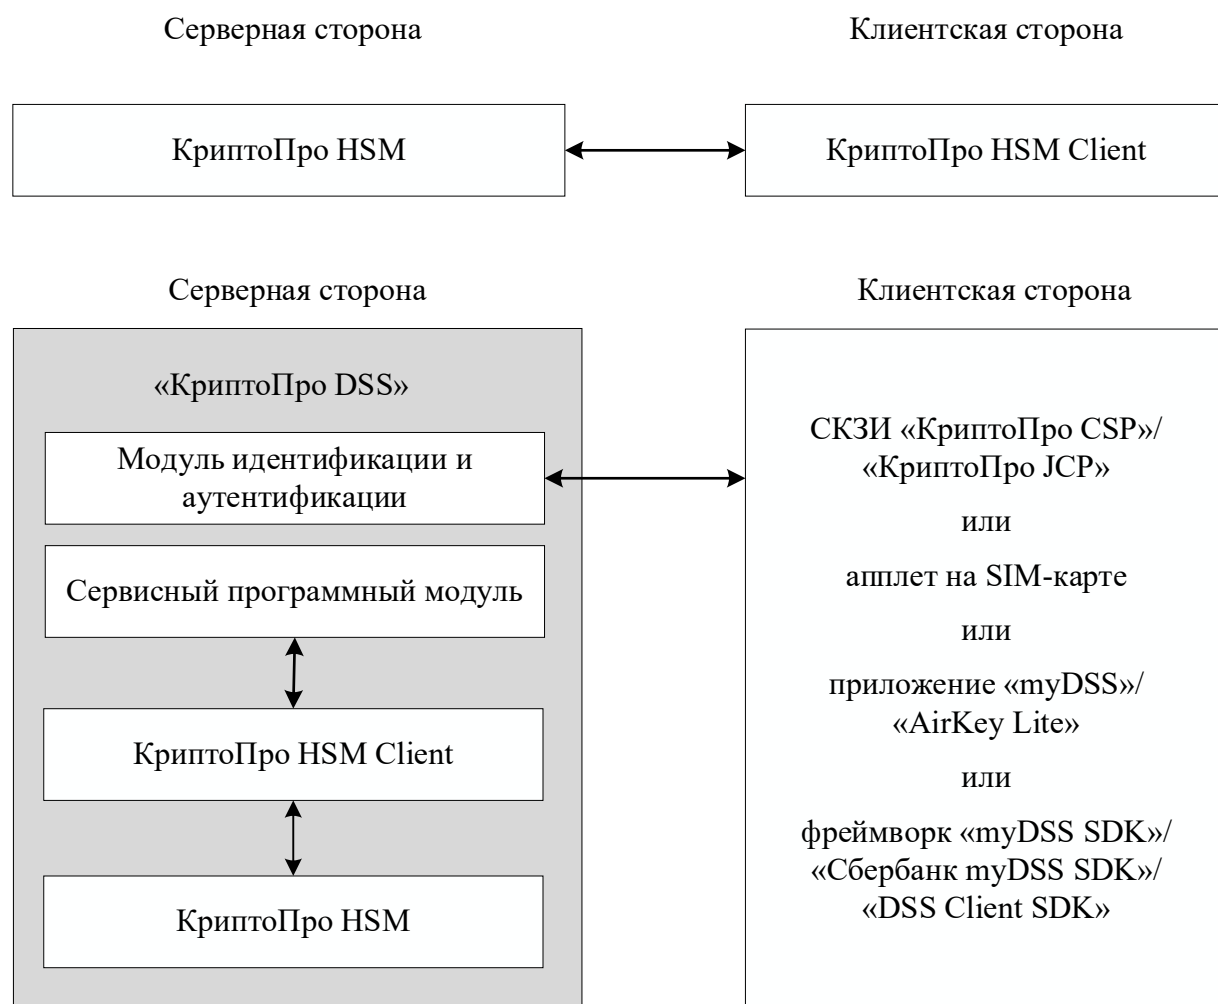 Серверная сторона
Клиентская сторона
КриптоПро HSM
КриптоПро HSM Client
Серверная сторона
Клиентская сторона
«КриптоПро DSS»
Модуль идентификации и
аутентификации
Сервисный программный модуль
КриптоПро HSM Client
КриптоПро HSM
СКЗИ «КриптоПро CSP»/
«КриптоПро JCP»
или
апплет на SIM-карте
или
приложение «myDSS»/
«AirKey Lite»
или
фреймворк «myDSS SDK»/
«Сбербанк myDSS SDK»/
«DSS Client SDK»